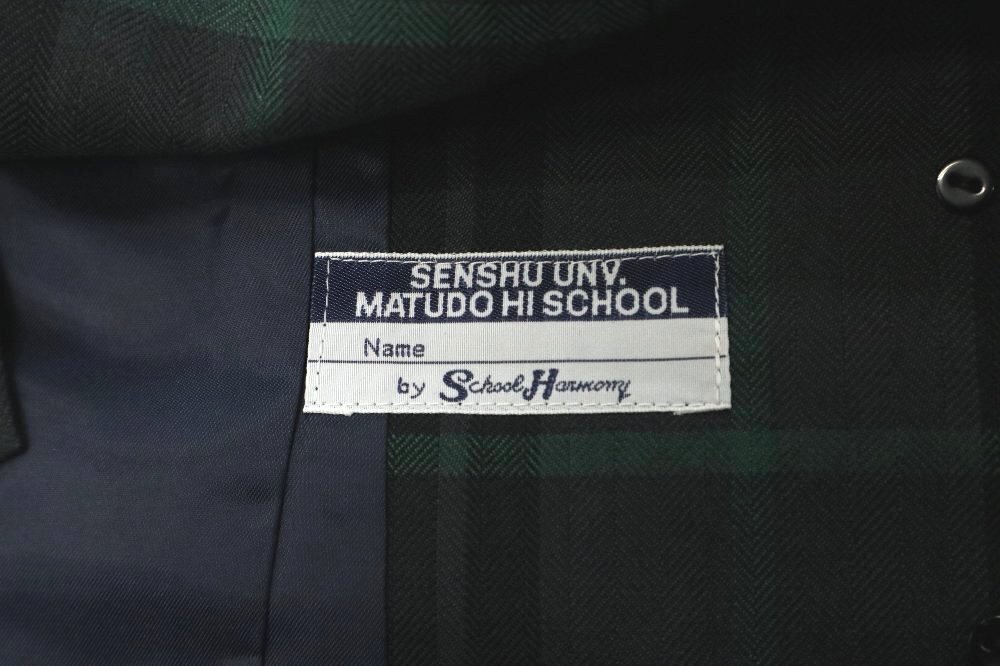 SENSHU UNV.
MATUDO HI SCHOOL
Name
by School Harmony